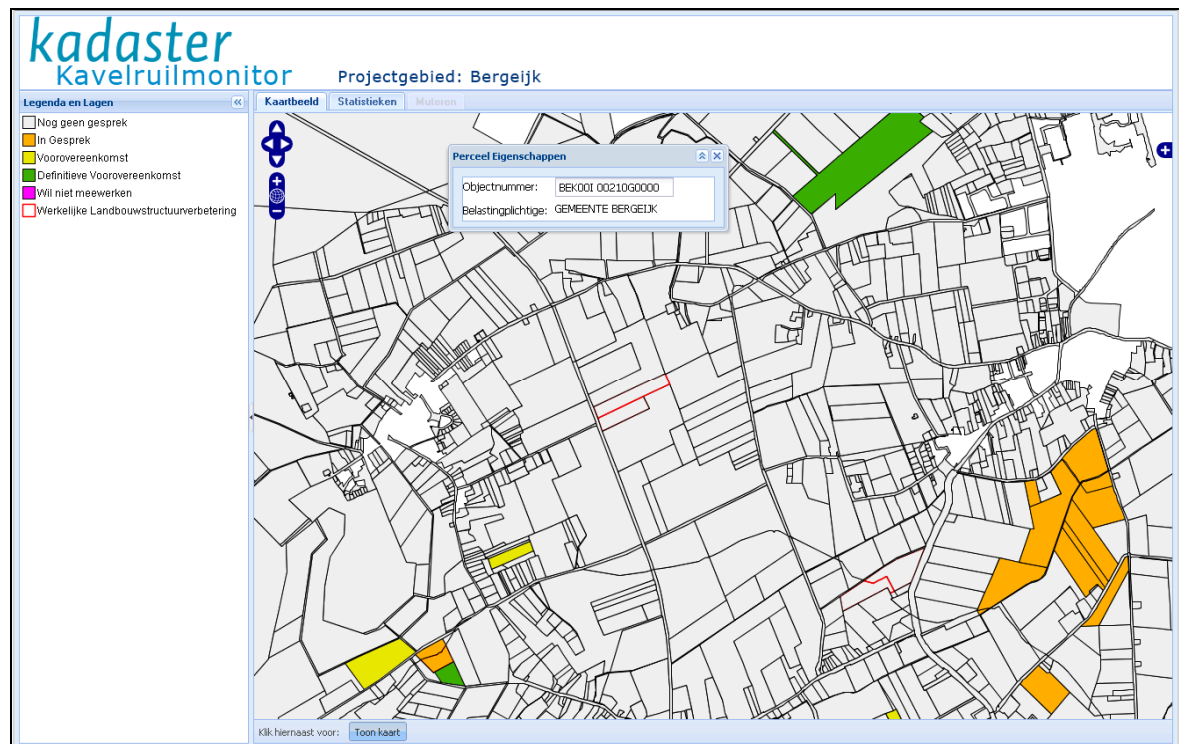 kadaster
Kavelruilmonitor Projectgebied: Bergeijk
Legenda en Lagen
Nog geen gesprek
In Gesprek
Voorovereenkomst
Definitieve Voorovereenkomst
Wil niet meewerken
Werkelijke Landbouwstructuurverbetering
Kaartbeeld Statistieken Muteren
Perceel Eigenschappen
Objectnummer: BEK00I 00210G0000
Belastingplichtige: GEMEENTE BERGEIJK
Klik hiernaast voor: Toon kaart